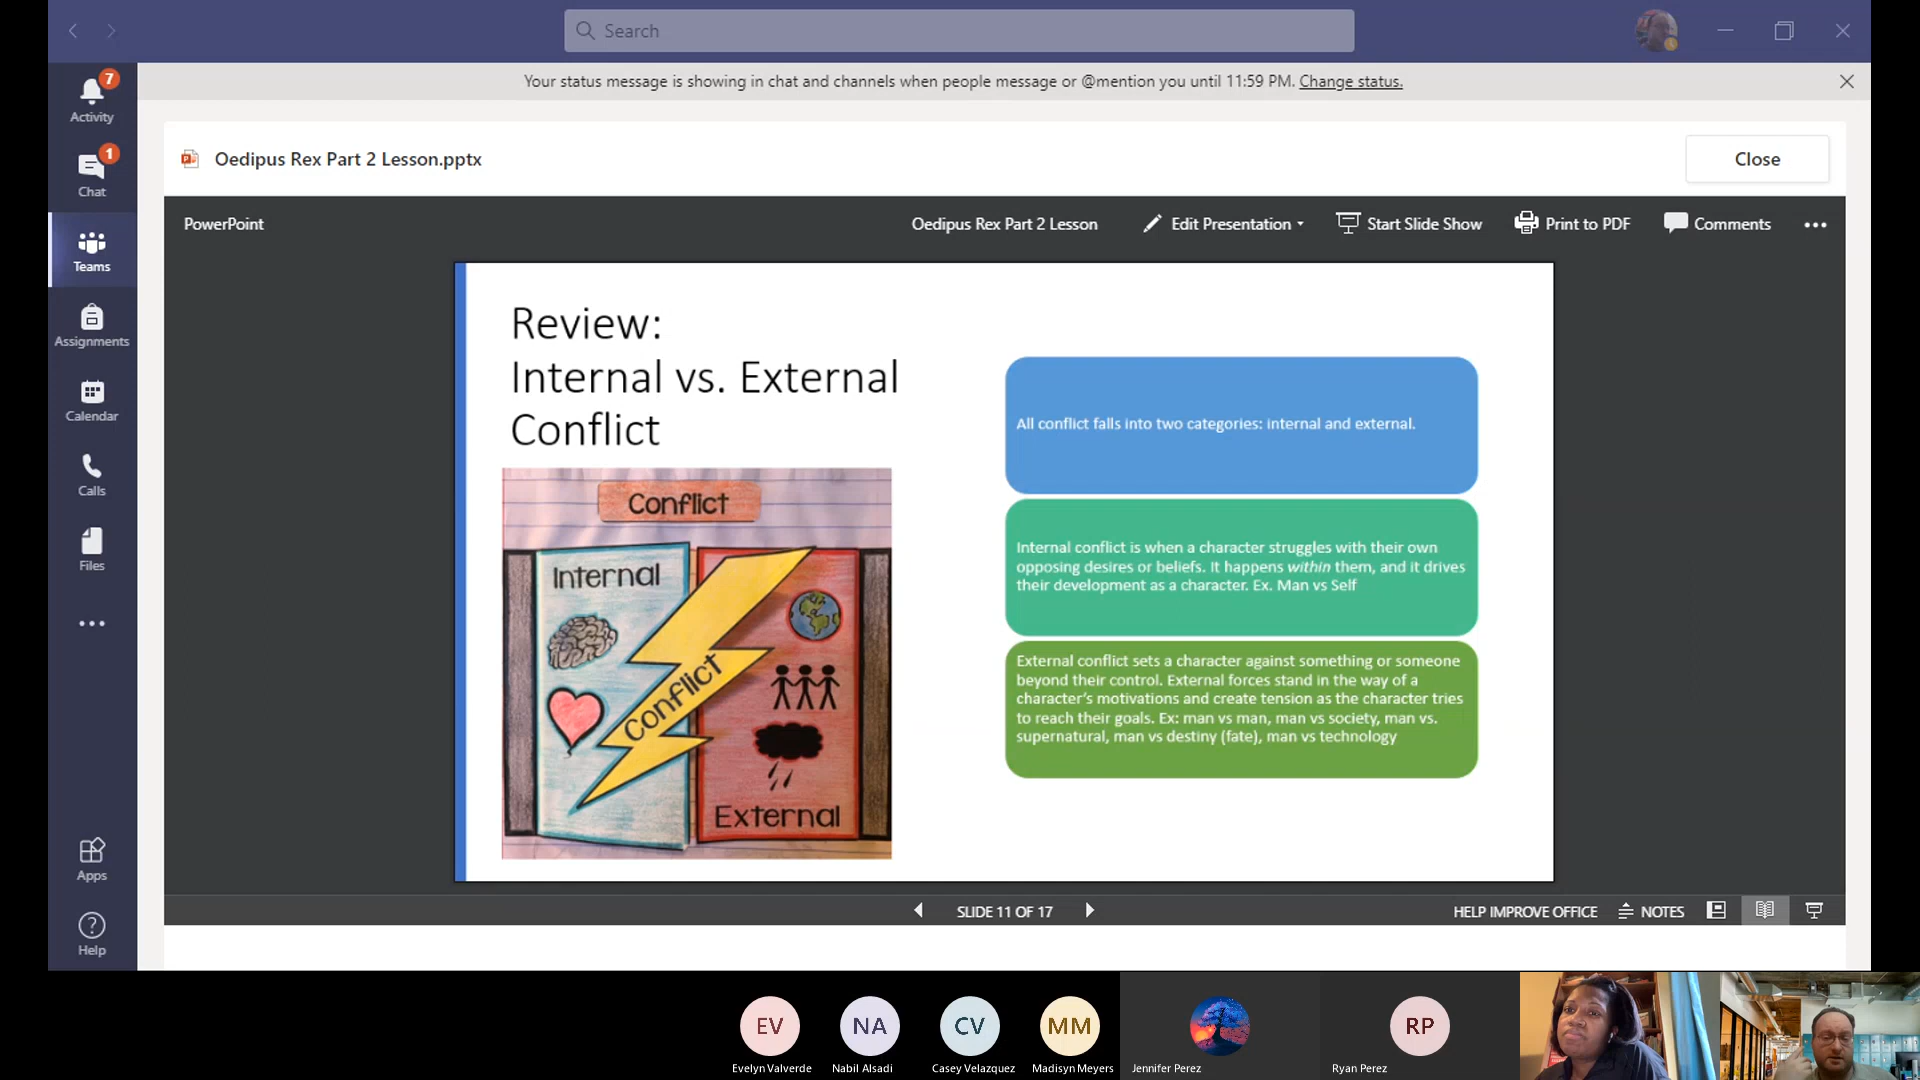 Search
Your status message is showing in chat and channels when people message or @mention you until 11:59 PM. Change status.
7
Activity
1
Chat
Teams
Assignments
Calendar
Calls
Files
Apps
Help
Oedipus Rex Part 2 Lesson.pptx
Close
PowerPoint
Oedipus Rex Part 2 Lesson
Edit Presentation
Start Slide Show
Print to PDF
Comments
Review:
Internal vs. External
Conflict
Conflict
Internal
Conflict
External
All conflict falls into two categories: internal and external.
Internal conflict is when a character struggles with their own
opposing desires or beliefs. It happens within them, and it drives
their development as a character. Ex. Man vs Self
External conflict sets a character against something or someone
beyond their control. External forces stand in the way of a
character's motivations and create tension as the character tries
to reach their goals. Ex: man vs man, man vs society, man vs.
supernatural, man vs destiny (fate), man vs technology
SLIDE 11 OF 17
HELP IMPROVE OFFICE
NOTES
EV
NA
CV
MM
RP
Evelyn Valverde
Nabil Alsadi
Casey Velazquez
Madisyn Meyers
Jennifer Perez
Ryan Perez